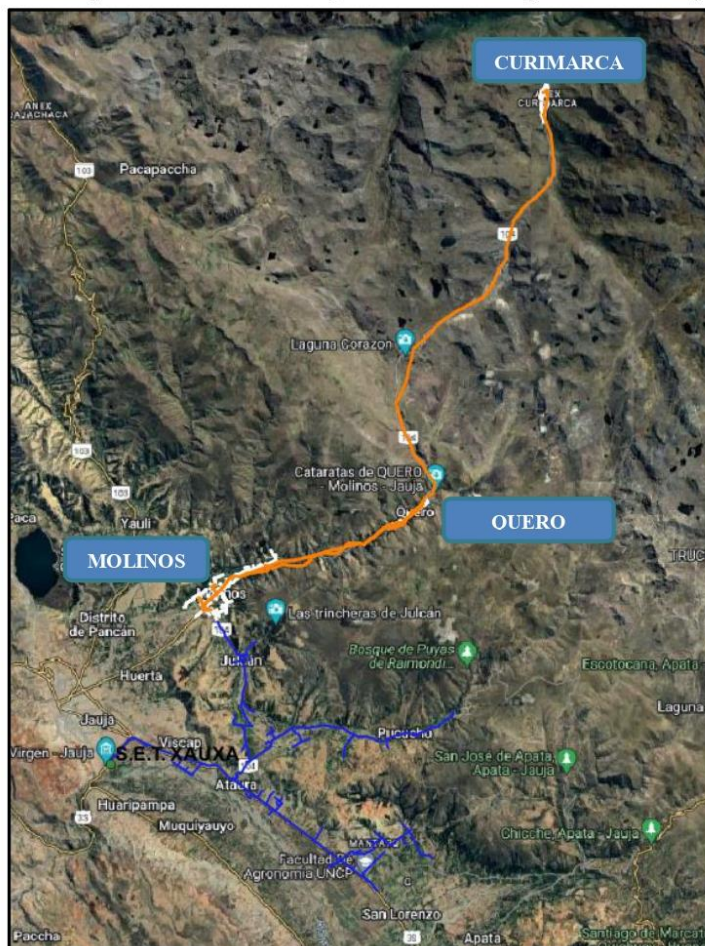 CURIMARCA
ANEX
CURIMARCA
ANEX
103
Pacapaccha
104
Laguna Corazon
103
Cataratas de QUERO
- Molinos - Jauja
103
Quero
QUERO
Yauli
Paca
MOLINOS
TRUC
Las trincheras de Julcán
Distrito
de Pancán
Julcán
Bosque de Puyas
de Raimondi...
Escotocana, Apata -
Huerta
Laguna
Jauja
Pucucho
Viscap
Virgen - Jauja
S.E.T. XAUXA
San José de Apata,
Apata - Jauja
Ataura
Huaripampa
Muquiyauyo
Chicche, Apata - Jauja
Facultad De
Agronomía UNCP
San Lorenzo
Paccha
Apata
Santiago de Marcat